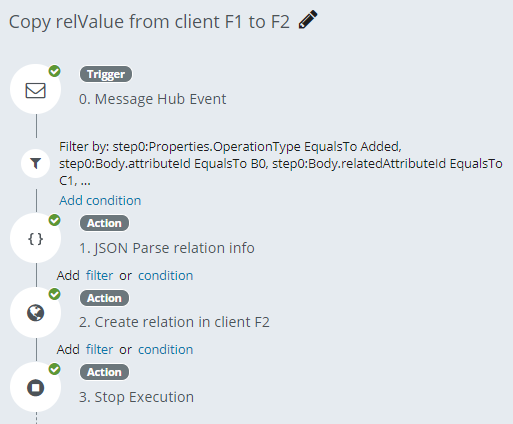 Copy relValue from client F1 to F2
Trigger
0. Message Hub Event
Filter by: step0:Properties.OperationType EqualsTo Added,
step0:Body.attributeId EqualsTo B0, step0:Body.relatedAttributeId EqualsTo
C1, ...
Add condition
Action
{ }
1. JSON Parse relation info
Add filter or condition
Action
2. Create relation in client F2
Add filter or condition
Action
3. Stop Execution